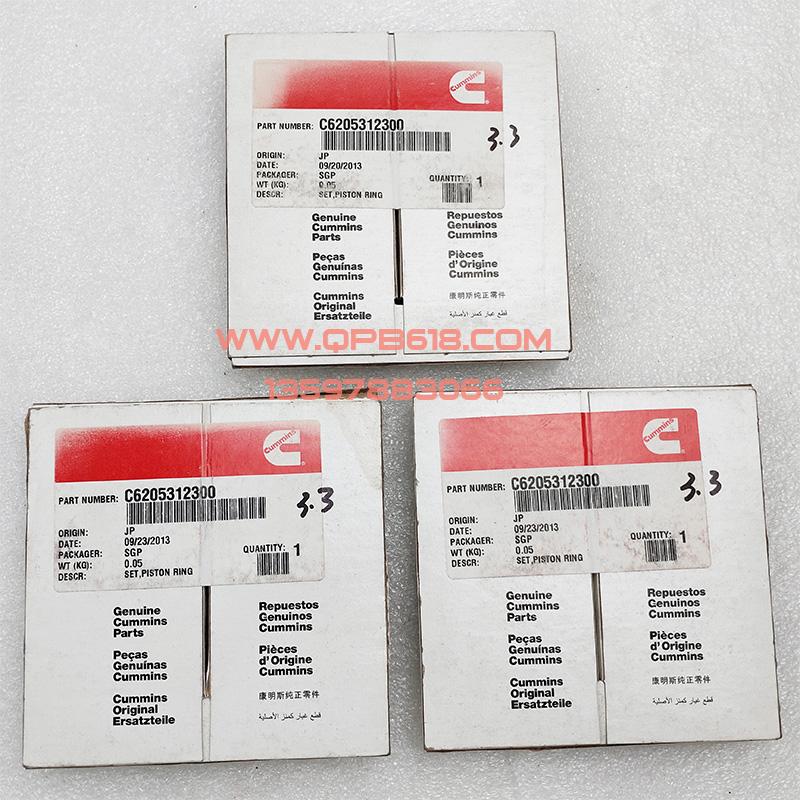 Cummins
PART NUMBER: C6205312300
3.3
ORIGIN: JP
DATE: 09/20/2013
PACKAGER: SGP
WT (KG): 0.05
QUANTITY: 1
DESCR: SET,PISTON RING
Genuine
Cummins
Parts
Repuestos
Genuinos
Cummins
Peças
Genuínas
Cummins
Pièces
d'Origine
Cummins
Cummins
Original
Ersatzteile
康明斯纯正零件
قطع غيار كمنز الأصلية
WWW.QPB618.COM
13597883066
Cummins
PART NUMBER: C6205312300
3.3
ORIGIN: JP
DATE: 09/23/2013
PACKAGER: SGP
WT (KG): 0.05
QUANTITY: 1
DESCR: SET,PISTON RING
Genuine
Cummins
Parts
Repuestos
Genuinos
Cummins
Peças
Genuínas
Cummins
Pièces
d'Origine
Cummins
Cummins
Original
Ersatzteile
康明斯纯正零件
قطع غيار كمنز الأصلية
Cummins
PART NUMBER: C6205312300
3.3
ORIGIN: JP
DATE: 09/23/2013
PACKAGER: SGP
WT (KG): 0.05
QUANTITY: 1
DESCR: SET,PISTON RING
Genuine
Cummins
Parts
Repuestos
Genuinos
Cummins
Peças
Genuínas
Cummins
Pièces
d'Origine
Cummins
Cummins
Original
Ersatzteile
康明斯纯正零件
قطع غيار كمنز الأصلية